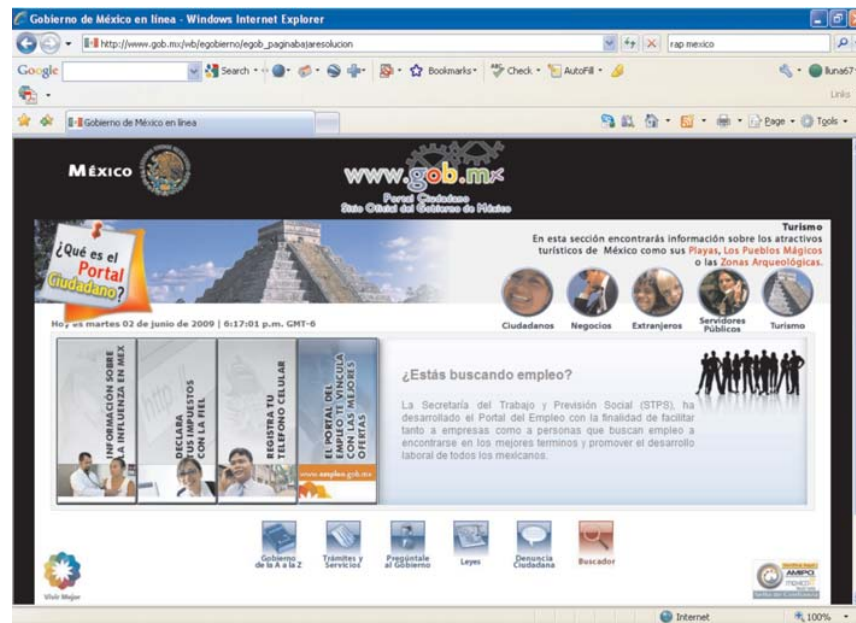 Gobierno de México en línea - Windows Internet Explorer
http://www.gob.mx/wb/egobierno/egob_paginabajaresolucion
rap mexico
Google
Search
Bookmarks
Check
AutoFill
lluna67
Links
Gobierno de México en línea
Page
Tools
MÉXICO
www.gob.mx
Portal Ciudadano
Sitio Oficial del Gobierno de México
¿Qué es el
Portal
Ciudadano?
Turismo
En esta sección encontrarás información sobre los atractivos
turísticos de México como sus Playas, Los Pueblos Mágicos
o las Zonas Arqueológicas.
Ciudadanos
Negocios
Extranjeros
Servidores
Públicos
Turismo
Hoy es martes 02 de junio de 2009 | 6:17:01 p.m. GMT-6
INFORMACIÓN SOBRE
LA INFLUENZA EN MEX
http
DECLARA
TUS IMPUESTOS
CON LA FIEL
REGISTRA TU
TELEFONO CELULAR
EL PORTAL DEL
EMPLEO TE VINCULA
CON LAS MEJORES
OFERTAS
www.empleo.gob.mx
¿Estás buscando empleo?
La Secretaría del Trabajo y Previsión Social (STPS), ha
desarrollado el Portal del Empleo con la finalidad de facilitar
tanto a empresas como a personas que buscan empleo a
encontrarse en los mejores terminos y promover el desarrollo
laboral de todos los mexicanos.
Gobierno
de la A a la Z
Trámites y
Servicios
Pregúntale
al Gobierno
Leyes
Denuncia
Ciudadana
Buscador
Vivir Mejor
AMIPCI
Internet
100%